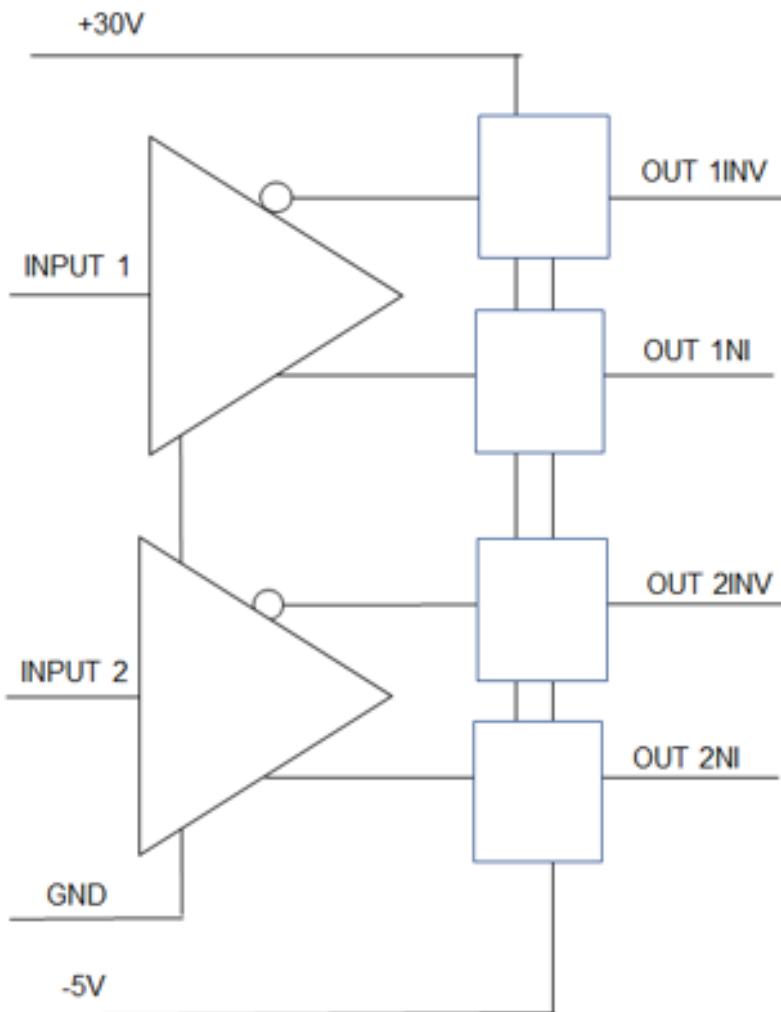 +30V
OUT 1INV
INPUT 1
OUT 1NI
OUT 2INV
INPUT 2
OUT 2NI
GND
-5V